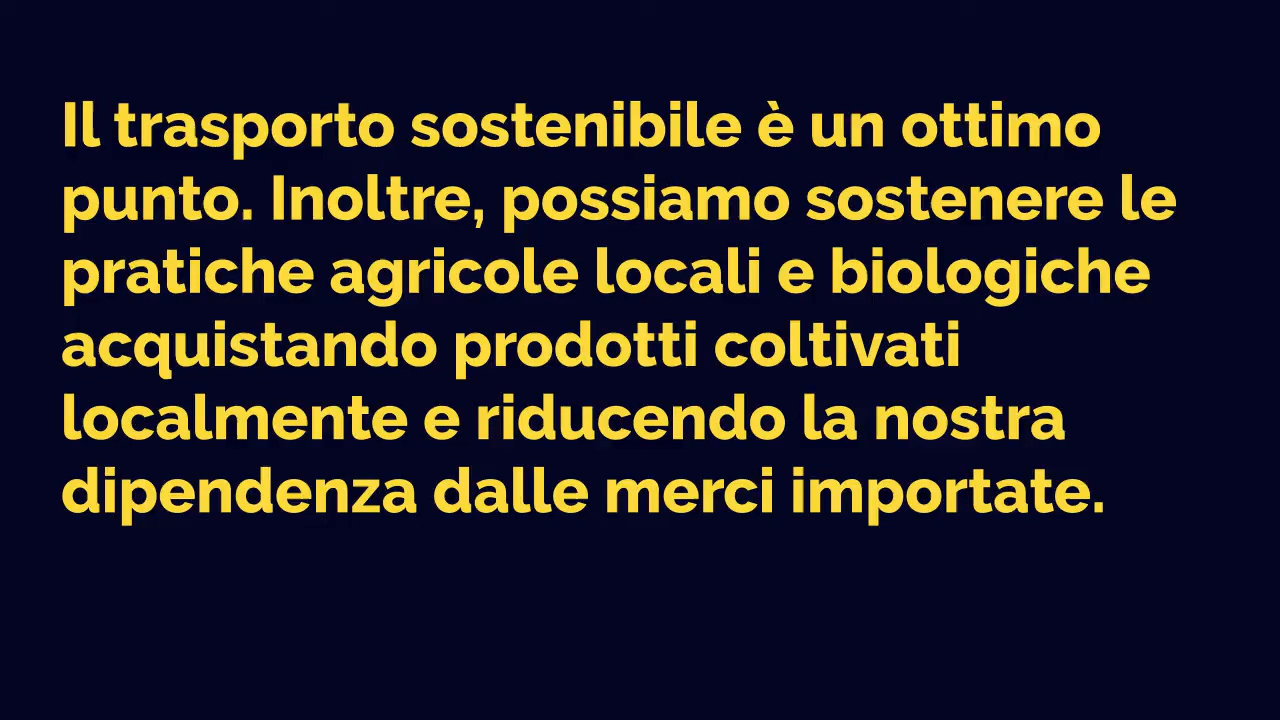 Il trasporto sostenibile è un ottimo
punto. Inoltre, possiamo sostenere le
pratiche agricole locali e biologiche
acquistando prodotti coltivati
localmente e riducendo la nostra
dipendenza dalle merci importate.